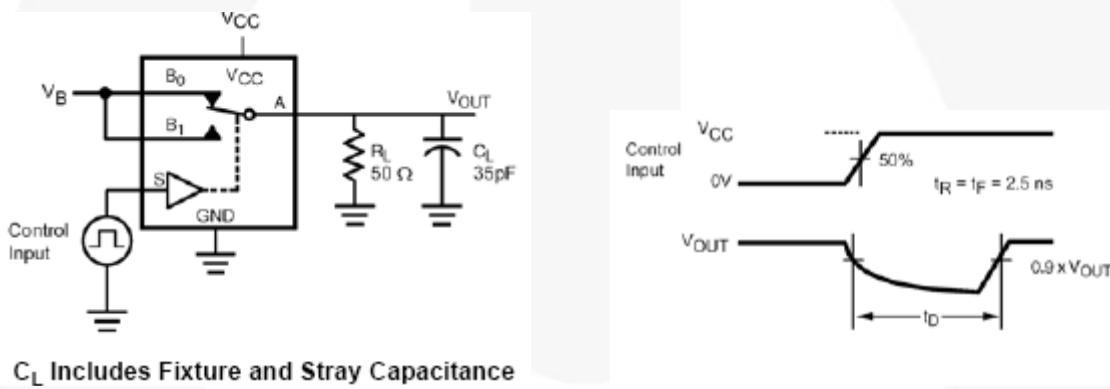 VCC
VB
B0
VCC
A
VOUT
B1
RL
50 Ω
CL
35pF
S
GND
Control
Input
CL Includes Fixture and Stray Capacitance
VCC
Control
Input
50%
0V
tR = tF = 2.5 ns
VOUT
0.9 x VOUT
tD